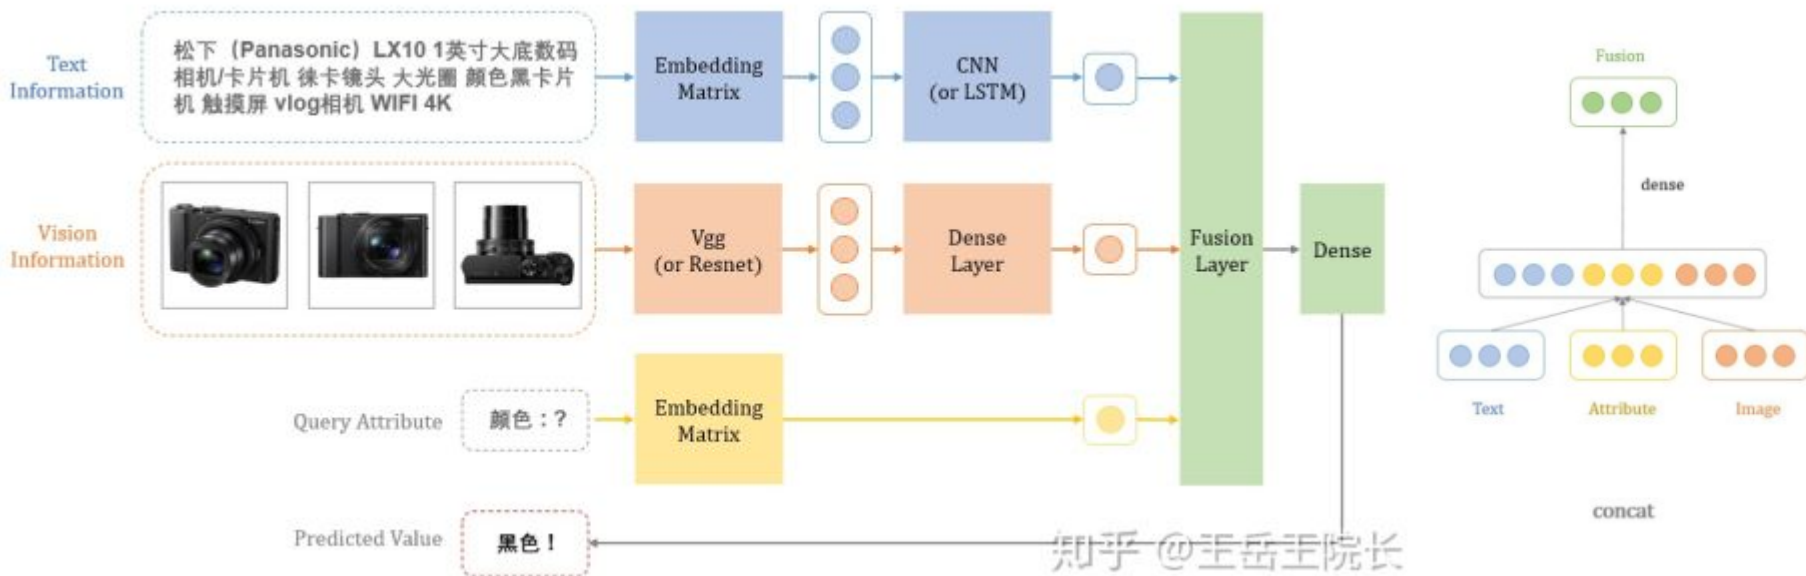 Text
Information
松下（Panasonic）LX10 1英寸大底数码
相机/卡片机 徕卡镜头 大光圈 颜色黑卡片
机 触摸屏 vlog相机 WIFI 4K
Embedding
Matrix
CNN
(or LSTM)
Vision
Information
Vgg
(or Resnet)
Dense
Layer
Fusion
Layer
Dense
Query Attribute
颜色：?
Embedding
Matrix
Predicted Value
黑色！
Fusion
dense
Text
Attribute
Image
concat
知乎 @王岳王院长